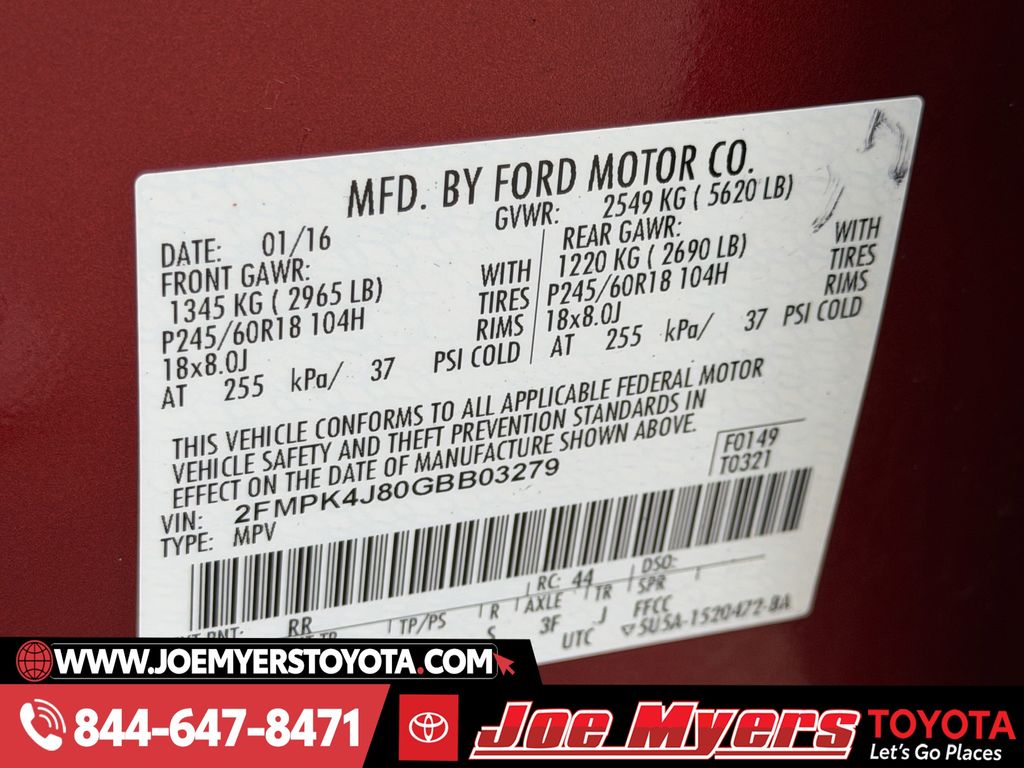 MFD. BY FORD MOTOR CO.
DATE: 01/16
GVWR: 2549 KG ( 5620 LB)
FRONT GAWR:
1345 KG ( 2965 LB)
P245/60R18 104H
18x8.0J
AT 255 kPa/ 37 PSI COLD
WITH
TIRES
RIMS
REAR GAWR:
1220 KG ( 2690 LB)
P245/60R18 104H
18x8.0J
AT 255 kPa/ 37 PSI COLD
WITH
TIRES
RIMS
THIS VEHICLE CONFORMS TO ALL APPLICABLE FEDERAL MOTOR
VEHICLE SAFETY AND THEFT PREVENTION STANDARDS IN
EFFECT ON THE DATE OF MANUFACTURE SHOWN ABOVE.
F0149
T0321
VIN: 2FMPK4J80GBB03279
TYPE: MPV
RC: 44 DSO:
RR TP/PS R AXLE TR SPR
3F J FFCC
UTC ▽5U5A-1520472-BA
WWW.JOEMYERSTOYOTA.COM
844-647-8471
Joe Myers TOYOTA
Let's Go Places